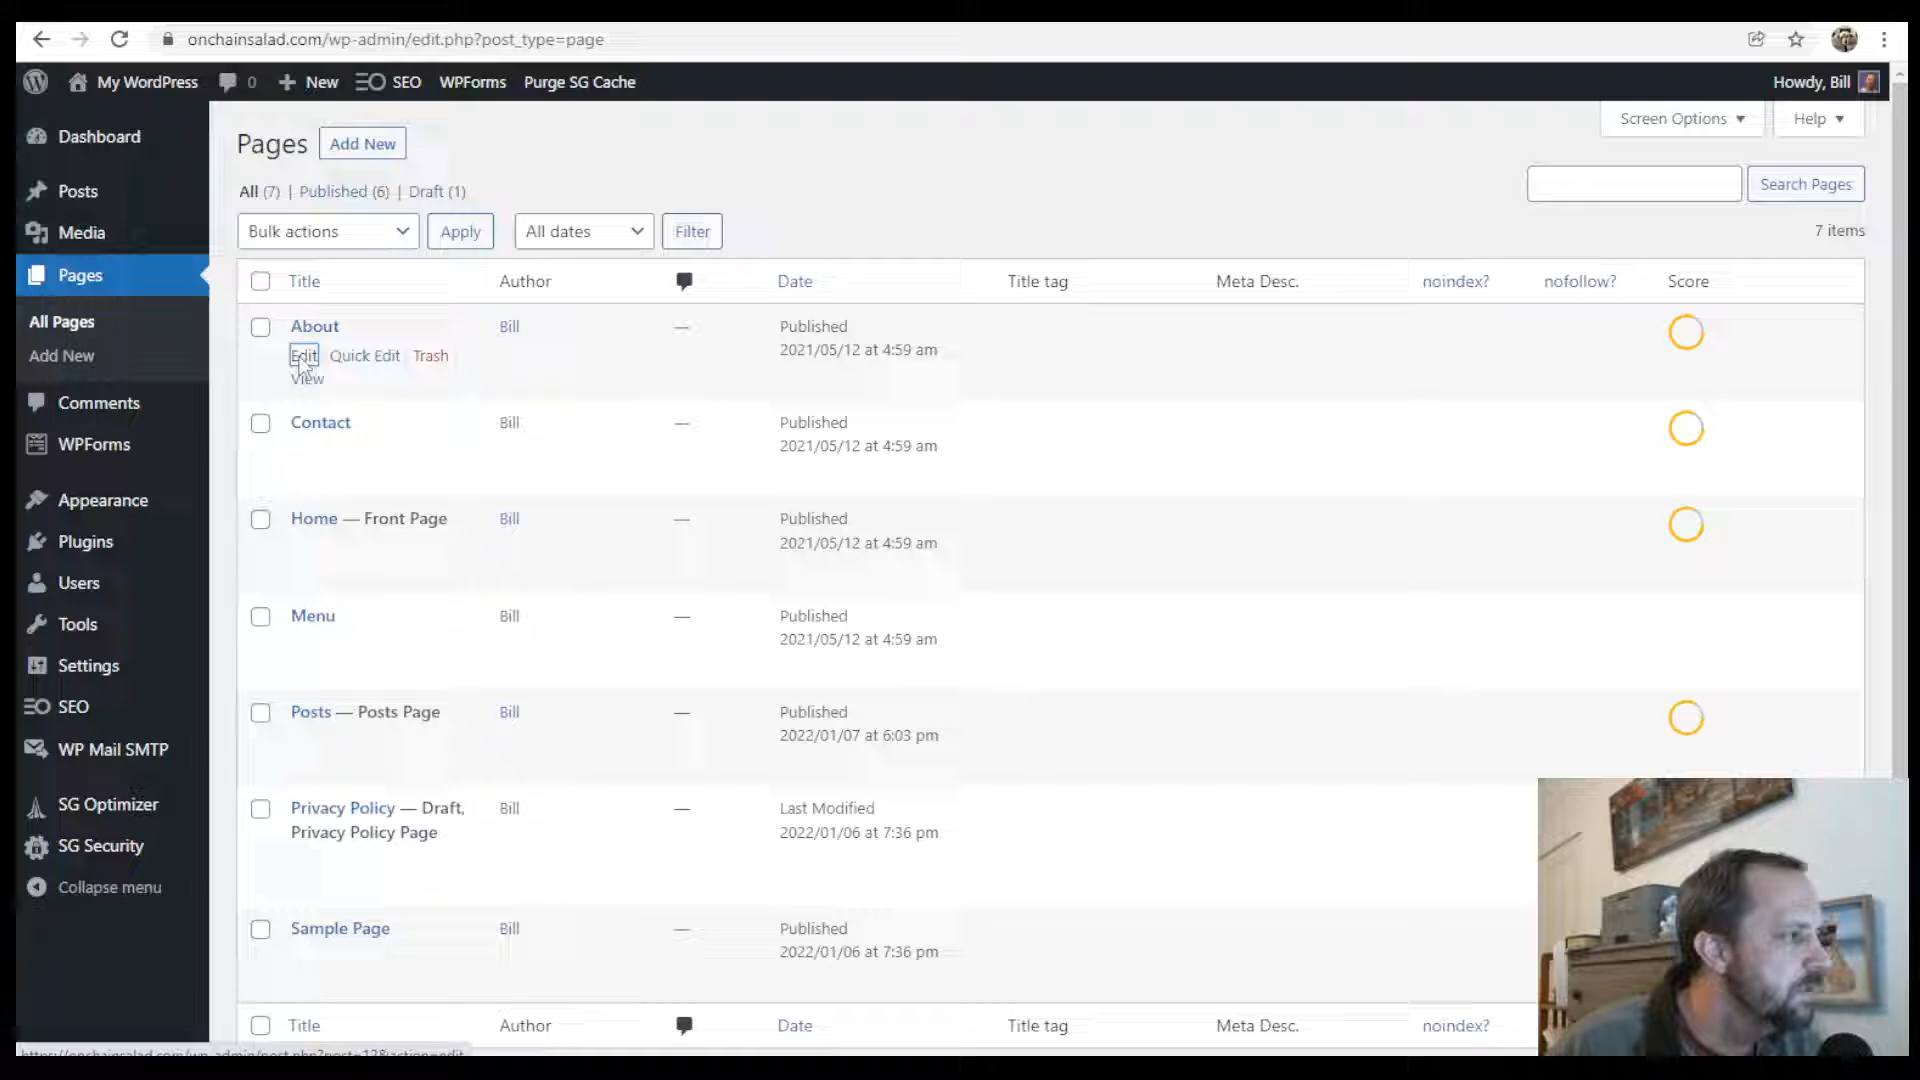 onchainsalad.com/wp-admin/edit.php?post_type=page
My WordPress 0 New SEO WPForms Purge SG Cache Howdy, Bill
Dashboard
Posts
Media
Pages
All Pages
Add New
Comments
WPForms
Appearance
Plugins
Users
Tools
Settings
SEO
WP Mail SMTP
SG Optimizer
SG Security
Collapse menu
Screen Options Help
Pages Add New
All (7) | Published (6) | Draft (1)
Search Pages
Bulk actions Apply All dates Filter 7 items
Title Author Date Title tag Meta Desc. noindex? nofollow? Score
About Bill — Published
2021/05/12 at 4:59 am
Edit Quick Edit Trash
View
Contact Bill — Published
2021/05/12 at 4:59 am
Home — Front Page Bill — Published
2021/05/12 at 4:59 am
Menu Bill — Published
2021/05/12 at 4:59 am
Posts — Posts Page Bill — Published
2022/01/07 at 6:03 pm
Privacy Policy — Draft, Bill — Last Modified
Privacy Policy Page 2022/01/06 at 7:36 pm
Sample Page Bill — Published
2022/01/06 at 7:36 pm
Title Author Date Title tag Meta Desc. noindex?